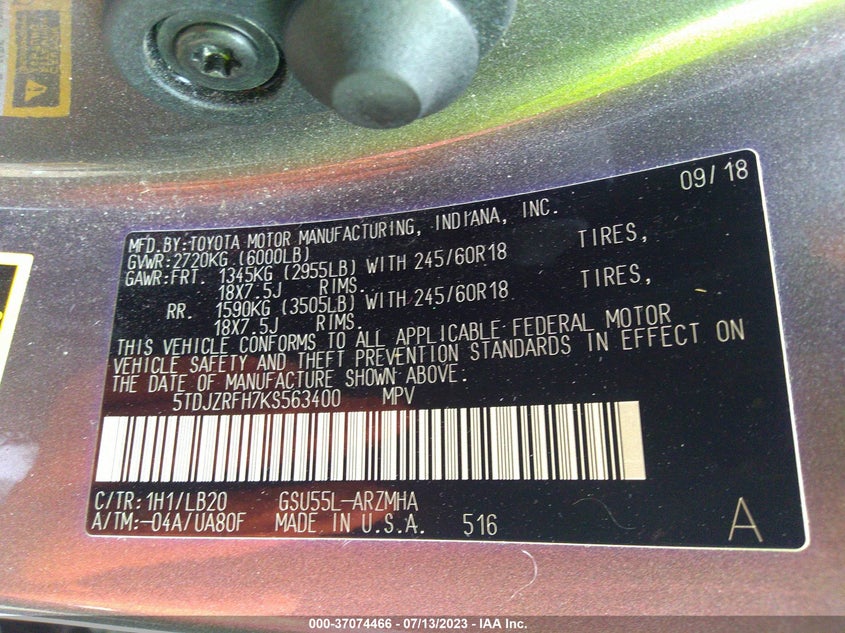 09/18
MFD.BY:TOYOTA MOTOR MANUFACTURING, INDIANA, INC.
GVWR:2720KG (6000LB)
GAWR:FRT. 1345KG (2955LB) WITH 245/60R18 TIRES,
18X7.5J RIMS.
RR. 1590KG (3505LB) WITH 245/60R18 TIRES,
18X7.5J RIMS.
THIS VEHICLE CONFORMS TO ALL APPLICABLE FEDERAL MOTOR
VEHICLE SAFETY AND THEFT PREVENTION STANDARDS IN EFFECT ON
THE DATE OF MANUFACTURE SHOWN ABOVE.
5TDJZRFH7KS563400 MPV
C/TR:1H1/LB20 GSU55L-ARZMHA
A/TM:-04A/UA80F MADE IN U.S.A. 516 A
000-37074466 - 07/13/2023 - IAA Inc.